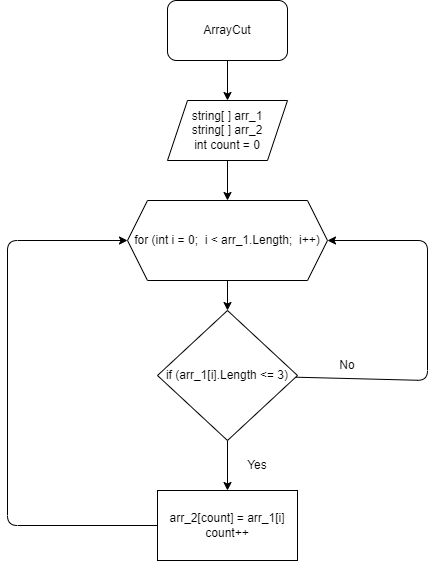 ArrayCut
string[ ] arr_1
string[ ] arr_2
int count = 0
for (int i = 0;  i < arr_1.Length;  i++)
if (arr_1[i].Length <= 3)
No
Yes
arr_2[count] = arr_1[i]
count++